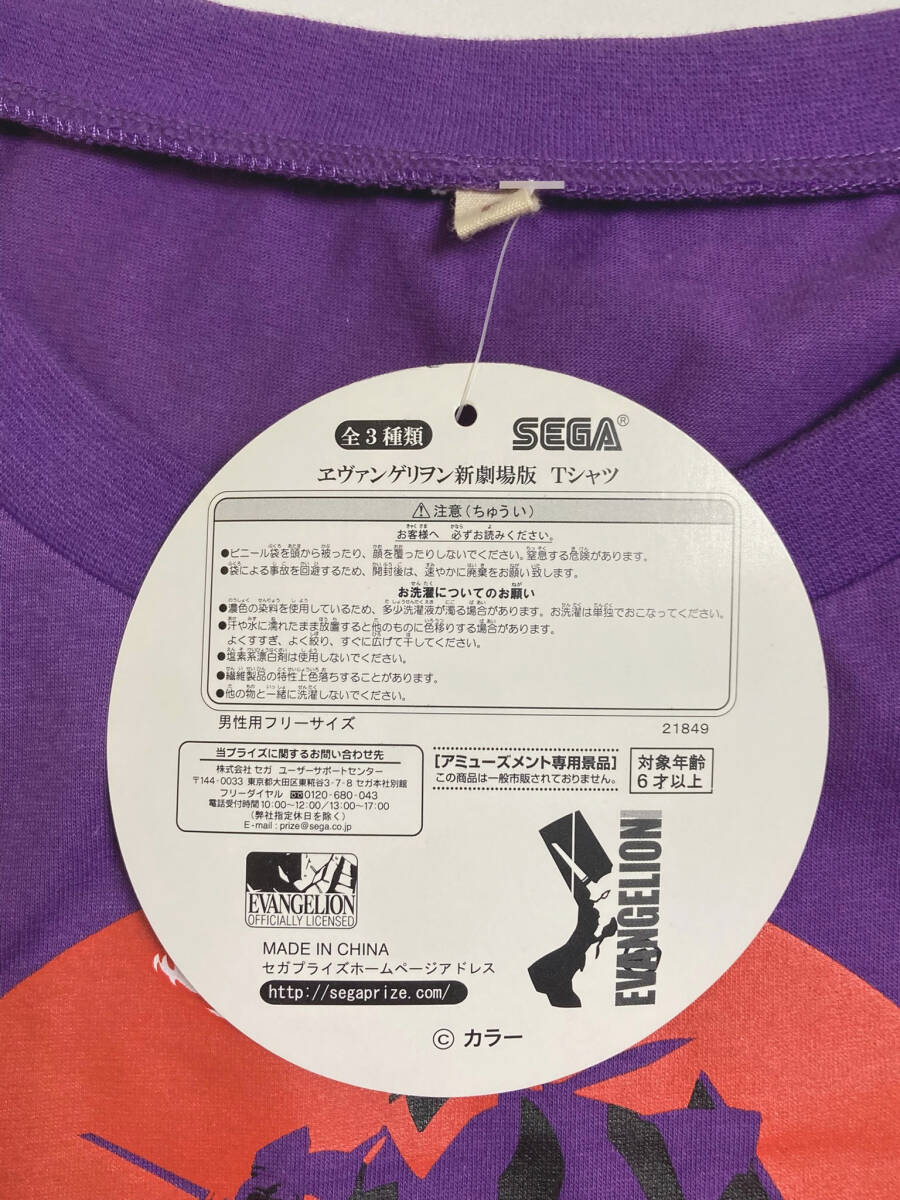 全3種類
SEGA®
ヱヴァンゲリヲン新劇場版 Tシャツ
⚠注意(ちゅうい)
お客様へ 必ずお読みください。
●ビニール袋を頭から被ったり、顔を覆ったりしないでください。窒息する危険があります。
●袋による事故を回避するため、開封後は、速やかに廃棄をお願い致します。
お洗濯についてのお願い
●濃色の染料を使用しているため、多少洗濯液が濁る場合があります。お洗濯は単独でおこなってください。
●汗や水に濡れたまま放置すると他のものに色移りする場合があります。
よくすすぎ、よく絞り、すぐに広げて干してください。
●塩素系漂白剤は使用しないでください。
●繊維製品の特性上色落ちすることがあります。
●他の物と一緒に洗濯しないでください。
男性用フリーサイズ
21849
当プライズに関するお問い合わせ先
株式会社 セガ ユーザーサポートセンター
〒144-0033 東京都大田区東糀谷3-7-8 セガ本社別館
フリーダイヤル 0120-680-043
電話受付時間 10:00〜12:00/13:00〜17:00
(弊社指定休日を除く)
E-mail : prize@sega.co.jp
[アミューズメント専用景品]
この商品は一般市販されておりません。
対象年齢
6才以上
EVANGELION
OFFICIALLY LICENSED
EVANGELION
MADE IN CHINA
セガプライズホームページアドレス
http://segaprize.com/
© カラー